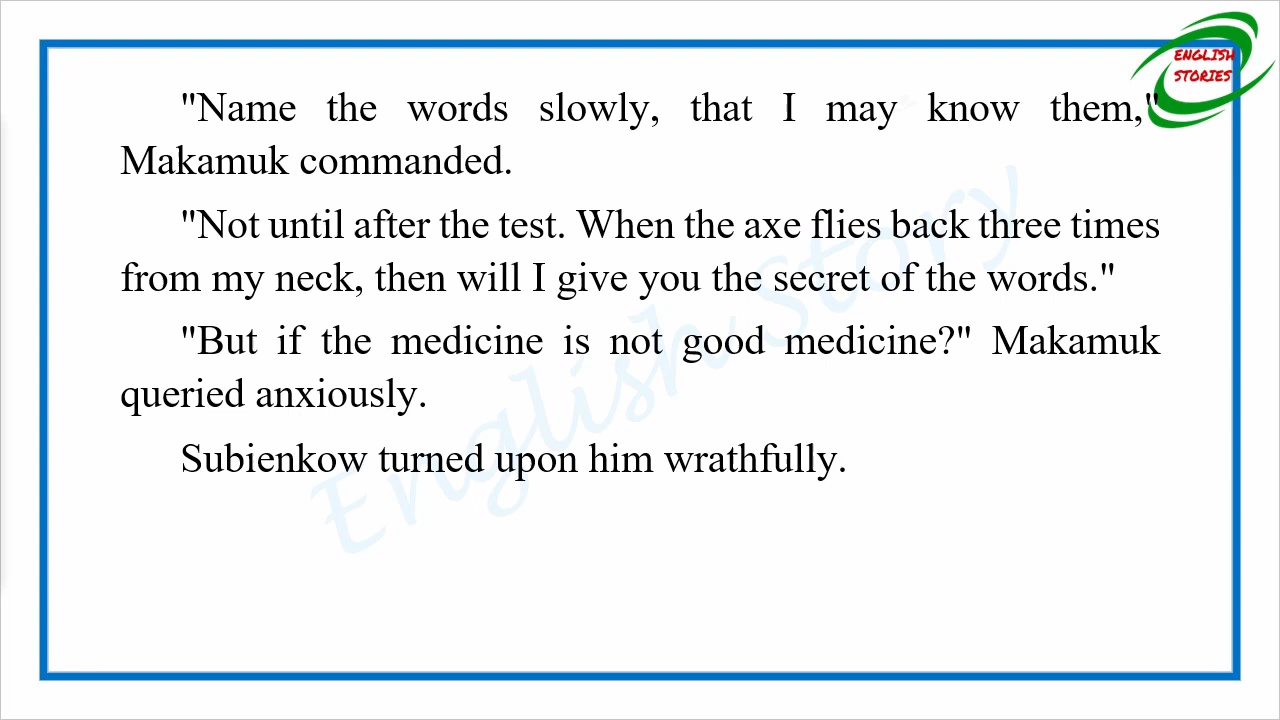 ENGLISH
STORIES
"Name the words slowly, that I may know them,"
Makamuk commanded.
"Not until after the test. When the axe flies back three times
from my neck, then will I give you the secret of the words."
"But if the medicine is not good medicine?" Makamuk
queried anxiously.
Subienkow turned upon him wrathfully.
English Story